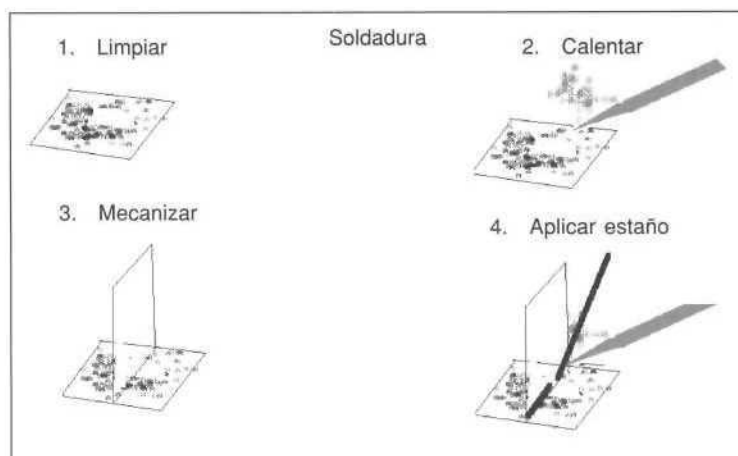 Soldadura
1. Limpiar
2. Calentar
3. Mecanizar
4. Aplicar estaño